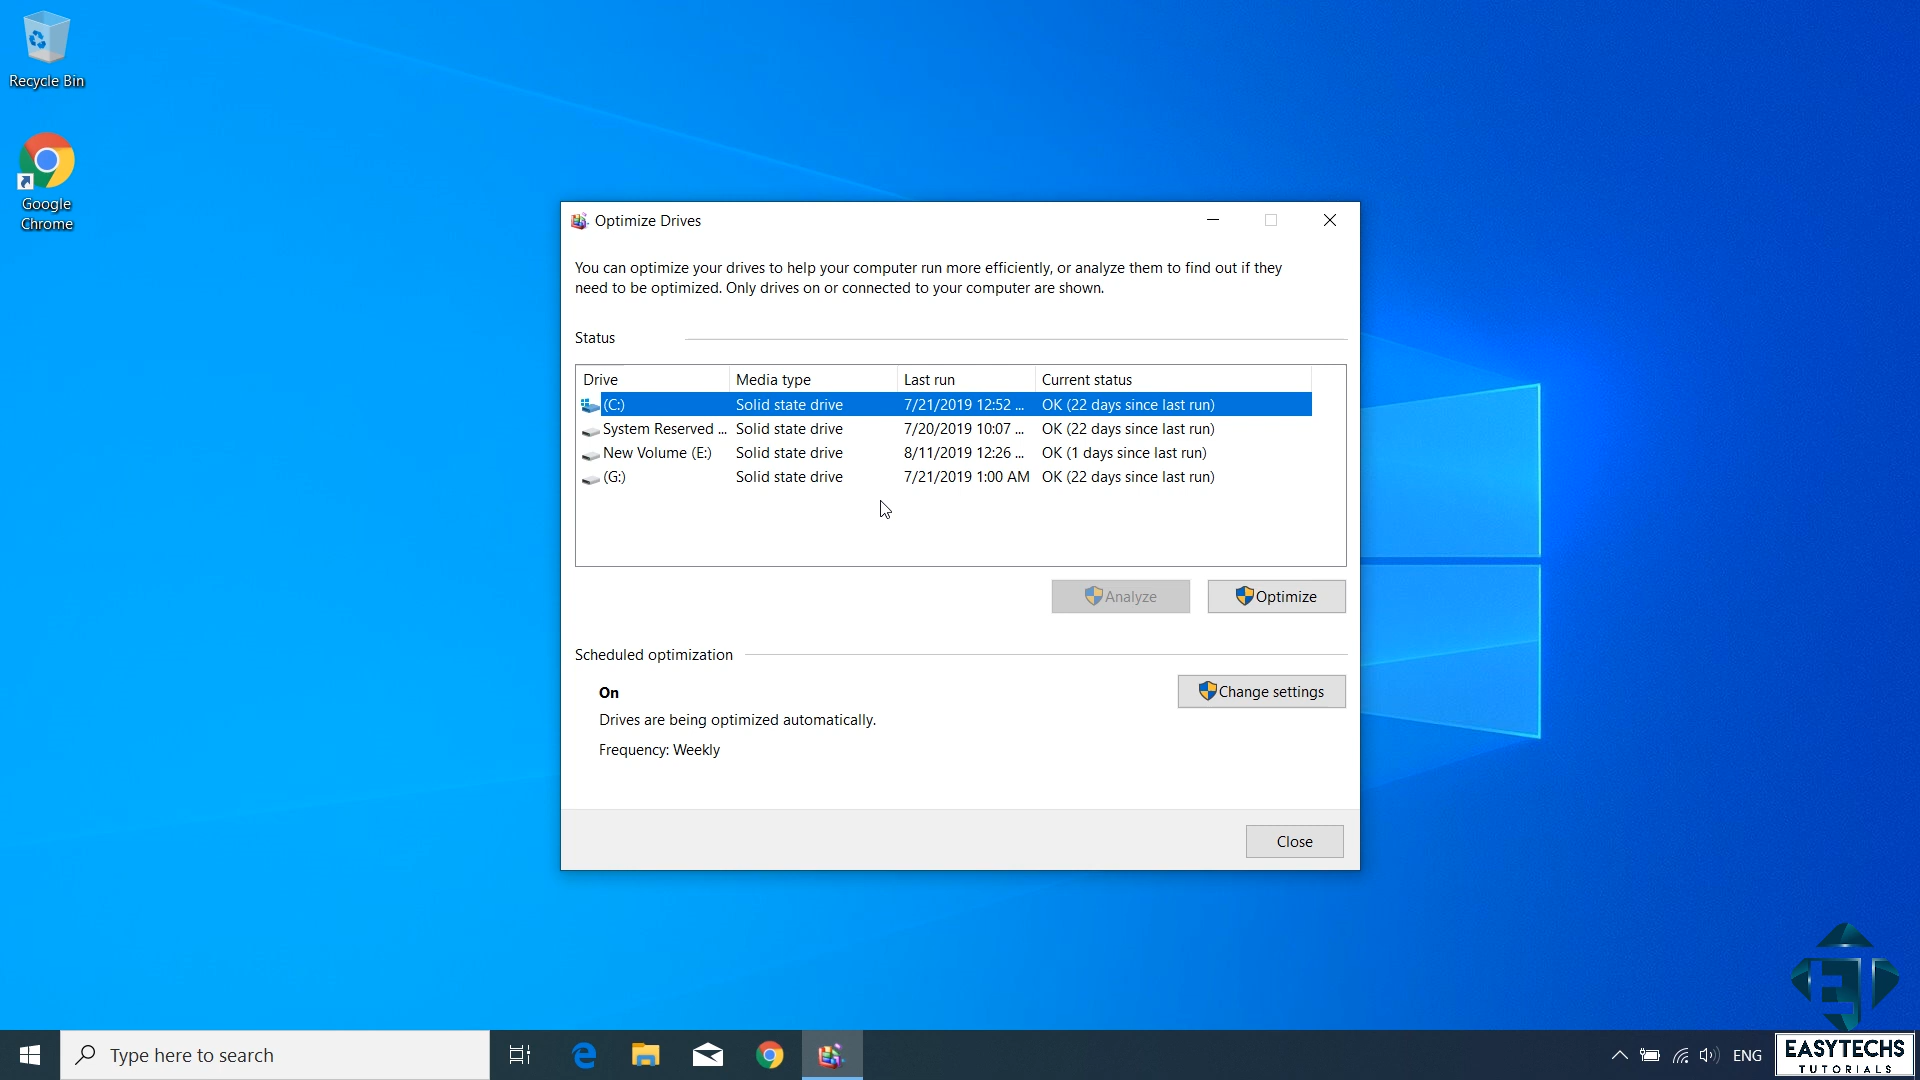 Recycle Bin
Google
Chrome
Optimize Drives
You can optimize your drives to help your computer run more efficiently, or analyze them to find out if they
need to be optimized. Only drives on or connected to your computer are shown.
Status
Drive Media type Last run Current status
(C:) Solid state drive 7/21/2019 12:52 ... OK (22 days since last run)
System Reserved ... Solid state drive 7/20/2019 10:07 ... OK (22 days since last run)
New Volume (E:) Solid state drive 8/11/2019 12:26 ... OK (1 days since last run)
(G:) Solid state drive 7/21/2019 1:00 AM OK (22 days since last run)
Analyze Optimize
Scheduled optimization
On
Change settings
Drives are being optimized automatically.
Frequency: Weekly
Close
Type here to search
ENG
EASYTECHS
TUTORIALS